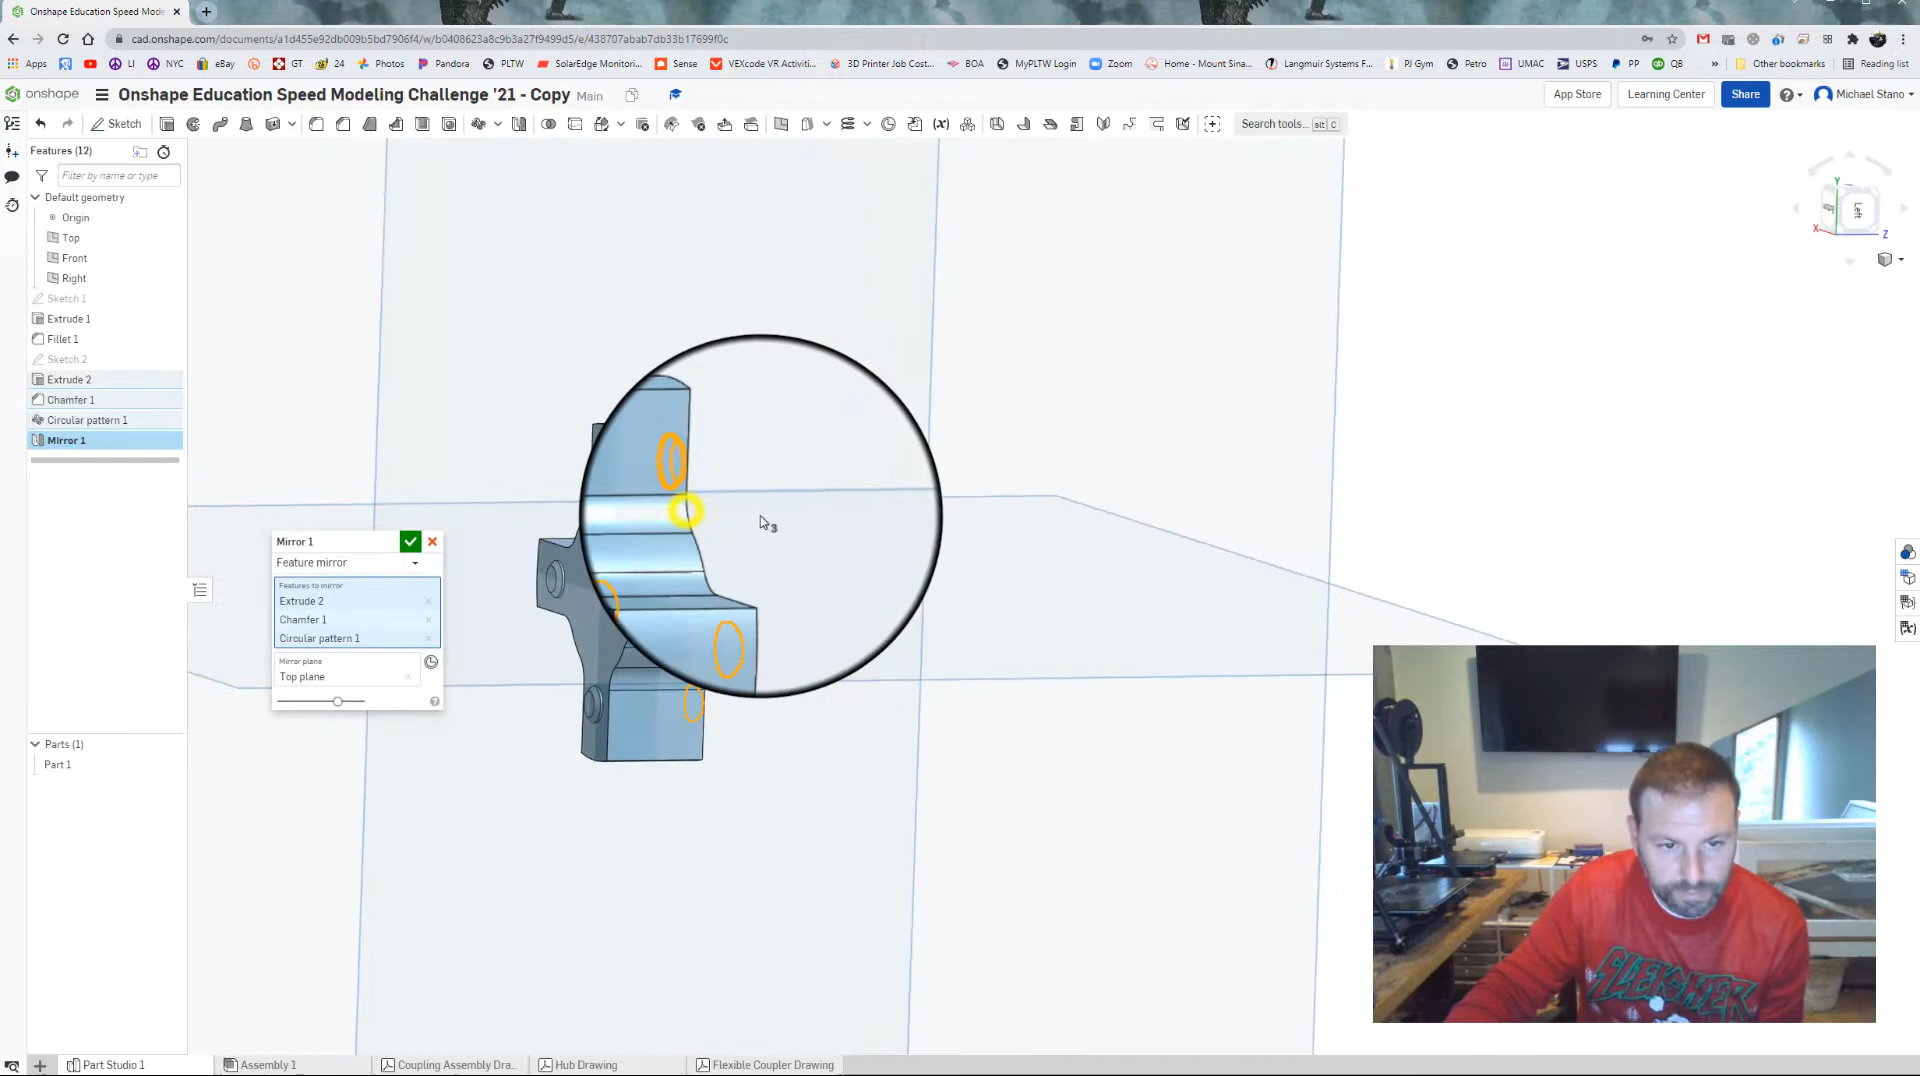 Onshape Education Speed Mode
cad.onshape.com/documents/a1d455e92db009b5bd7906f4/w/b0408623a8c9b3a27f9499d5/e/438707abab7db33b17699f0c
Apps LI NYC eBay GT 24 Photos Pandora PLTW SolarEdge Monitori... Sense VEXcode VR Activiti... 3D Printer Job Cost... BOA MyPLTW Login Zoom Home - Mount Sina... Langmuir Systems F... PJ Gym Petro UMAC USPS PP QB » Other bookmarks Reading list
onshape Onshape Education Speed Modeling Challenge '21 - Copy Main App Store Learning Center Share Michael Stano
Sketch Search tools... alt C
Features (12)
Filter by name or type
Default geometry
Origin
Top
Front
Right
Sketch 1
Extrude 1
Fillet 1
Sketch 2
Extrude 2
Chamfer 1
Circular pattern 1
Mirror 1
Y
Left
X
Z
Mirror 1
Feature mirror
Features to mirror
Extrude 2
Chamfer 1
Circular pattern 1
Mirror plane
Top plane
3
Parts (1)
Part 1
Part Studio 1 Assembly 1 Coupling Assembly Dra... Hub Drawing Flexible Coupler Drawing